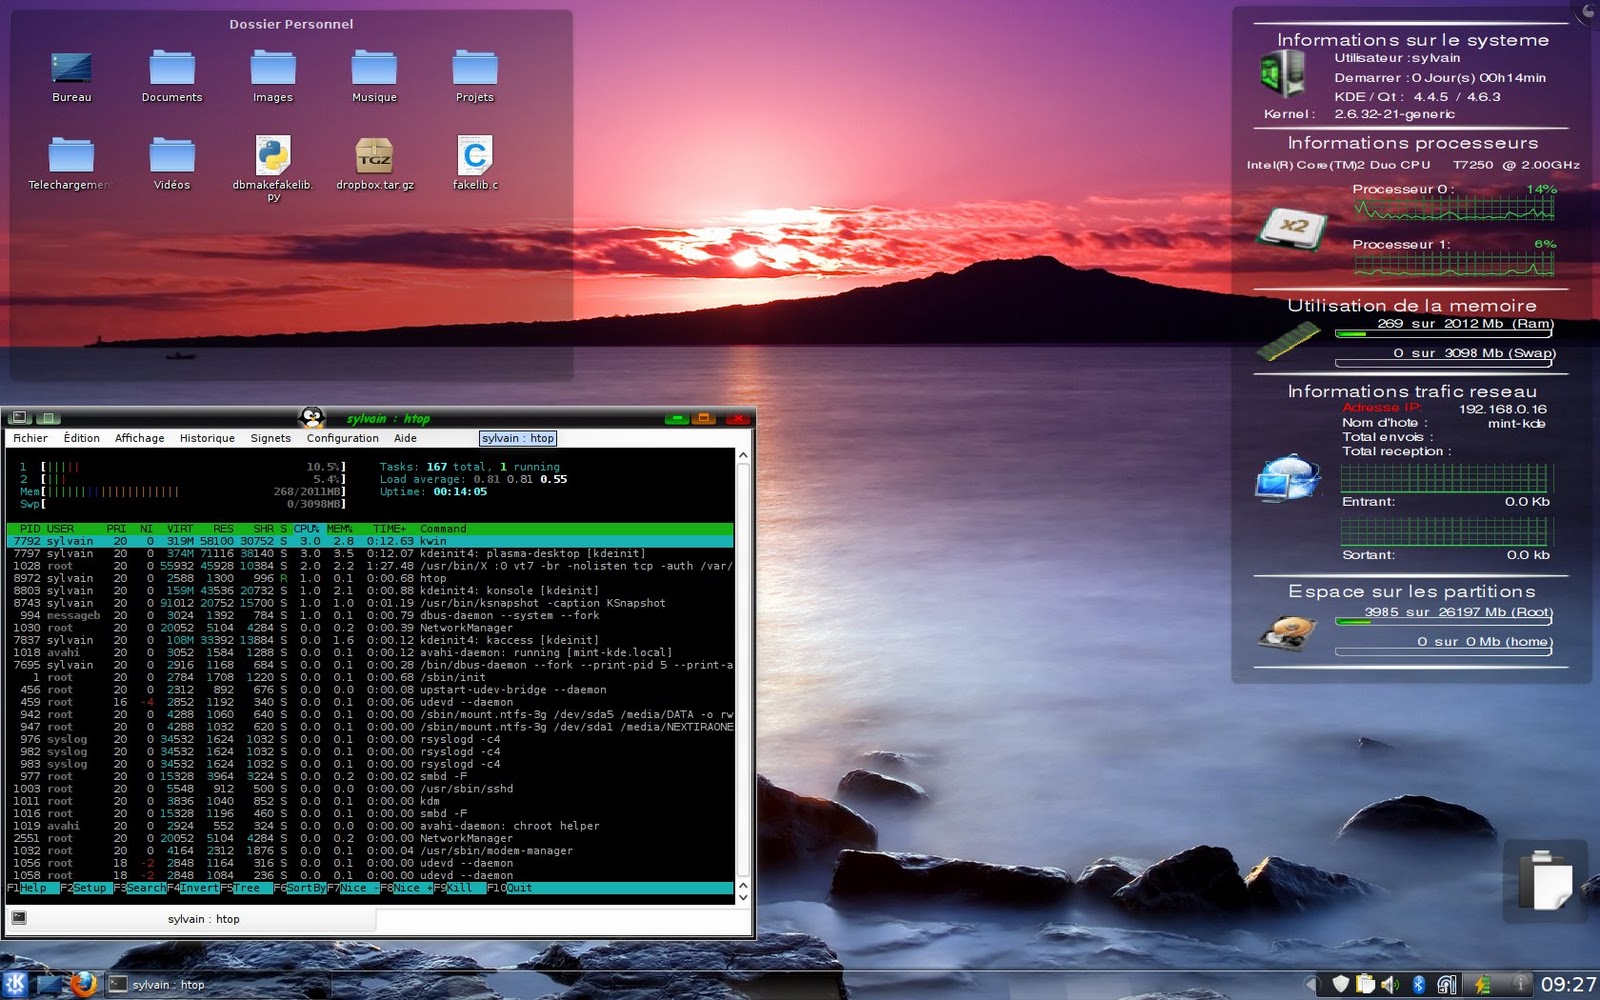 Dossier Personnel
Bureau
Documents
Images
Musique
Projets
Telechargemen
Vidéos
dbmakefakelib.
py
dropbox.tar.gz
TGZ
fakelib.c
C
Informations sur le systeme
Utilisateur :sylvain
Demarrer :0 Jour(s) 00h14min
KDE / Qt : 4.4.5 / 4.6.3
Kernel : 2.6.32-21-generic
Informations processeurs
Intel(R) Core(TM)2 Duo CPU T7250 @ 2.00GHz
Processeur 0 : 14%
x2
Processeur 1: 6%
Utilisation de la memoire
269 sur 2012 Mb (Ram)
0 sur 3098 Mb (Swap)
Informations trafic reseau
Adresse IP: 192.168.0.16
Nom d'hote : mint-kde
Total envois :
Total reception :
Entrant: 0.0 Kb
Sortant: 0.0 kb
Espace sur les partitions
3985 sur 26197 Mb (Root)
0 sur 0 Mb (home)
sylvain : htop
Fichier Édition Affichage Historique Signets Configuration Aide
sylvain : htop
1 [||||| 10.5%] Tasks: 167 total, 1 running
2 [||| 5.4%] Load average: 0.81 0.81 0.55
Mem[||||||||||||||||||||| 268/2011MB] Uptime: 00:14:05
Swp[ 0/3098MB]
PID USER PRI NI VIRT RES SHR S CPU% MEM% TIME+ Command
7792 sylvain 20 0 319M 58100 30752 S 3.0 2.8 0:12.63 kwin
7797 sylvain 20 0 374M 71116 38140 S 3.0 3.5 0:12.07 kdeinit4: plasma-desktop [kdeinit]
1028 root 20 0 55932 45928 10384 S 2.0 2.2 1:27.48 /usr/bin/X :0 vt7 -br -nolisten tcp -auth /var/
8972 sylvain 20 0 2588 1300 996 R 1.0 0.1 0:00.68 htop
8803 sylvain 20 0 159M 43536 20732 S 1.0 2.1 0:00.88 kdeinit4: konsole [kdeinit]
8743 sylvain 20 0 91012 20752 15700 S 1.0 1.0 0:01.19 /usr/bin/ksnapshot -caption KSnapshot
994 messageb 20 0 3024 1392 784 S 1.0 0.1 0:00.79 dbus-daemon --system --fork
1030 root 20 0 20052 5104 4284 S 0.0 0.2 0:00.39 NetworkManager
7837 sylvain 20 0 108M 33392 13884 S 0.0 1.6 0:00.12 kdeinit4: kaccess [kdeinit]
1018 avahi 20 0 3052 1584 1288 S 0.0 0.1 0:00.12 avahi-daemon: running [mint-kde.local]
7695 sylvain 20 0 2916 1168 684 S 0.0 0.1 0:00.28 /bin/dbus-daemon --fork --print-pid 5 --print-a
1 root 20 0 2784 1708 1220 S 0.0 0.1 0:00.68 /sbin/init
456 root 20 0 2312 892 676 S 0.0 0.0 0:00.08 upstart-udev-bridge --daemon
459 root 16 -4 2852 1192 340 S 0.0 0.1 0:00.06 udevd --daemon
942 root 20 0 4288 1060 640 S 0.0 0.1 0:00.00 /sbin/mount.ntfs-3g /dev/sda5 /media/DATA -o rw
947 root 20 0 4288 1032 620 S 0.0 0.1 0:00.00 /sbin/mount.ntfs-3g /dev/sda1 /media/NEXTIRAONE
976 syslog 20 0 34532 1624 1032 S 0.0 0.1 0:00.00 rsyslogd -c4
982 syslog 20 0 34532 1624 1032 S 0.0 0.1 0:00.00 rsyslogd -c4
983 syslog 20 0 34532 1624 1032 S 0.0 0.1 0:00.00 rsyslogd -c4
977 root 20 0 15328 3964 3224 S 0.0 0.2 0:00.02 smbd -F
1003 root 20 0 5548 912 500 S 0.0 0.0 0:00.00 /usr/sbin/sshd
1011 root 20 0 3836 1040 852 S 0.0 0.1 0:00.00 kdm
1016 root 20 0 15328 1196 460 S 0.0 0.1 0:00.00 smbd -F
1019 avahi 20 0 2924 552 324 S 0.0 0.0 0:00.00 avahi-daemon: chroot helper
2551 root 20 0 20052 5104 4284 S 0.0 0.2 0:00.00 NetworkManager
1032 root 20 0 4164 2312 1876 S 0.0 0.1 0:00.04 /usr/sbin/modem-manager
1056 root 18 -2 2848 1164 316 S 0.0 0.1 0:00.00 udevd --daemon
1058 root 18 -2 2848 1084 236 S 0.0 0.1 0:00.00 udevd --daemon
F1Help F2Setup F3SearchF4InvertF5Tree F6SortByF7Nice -F8Nice +F9Kill F10Quit
sylvain : htop
sylvain : htop
09:27